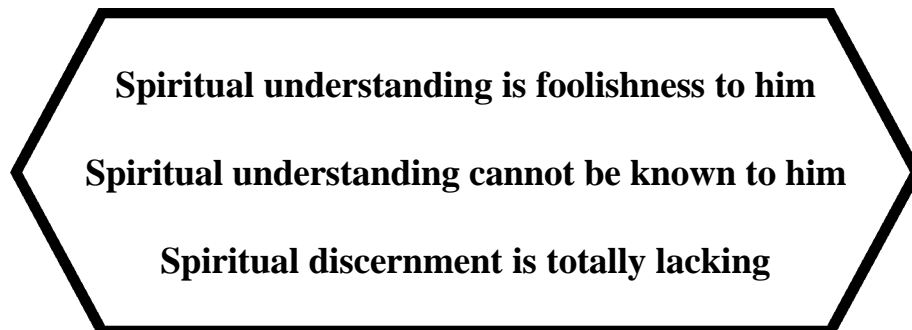 Spiritual understanding is foolishness to him
Spiritual understanding cannot be known to him
Spiritual discernment is totally lacking